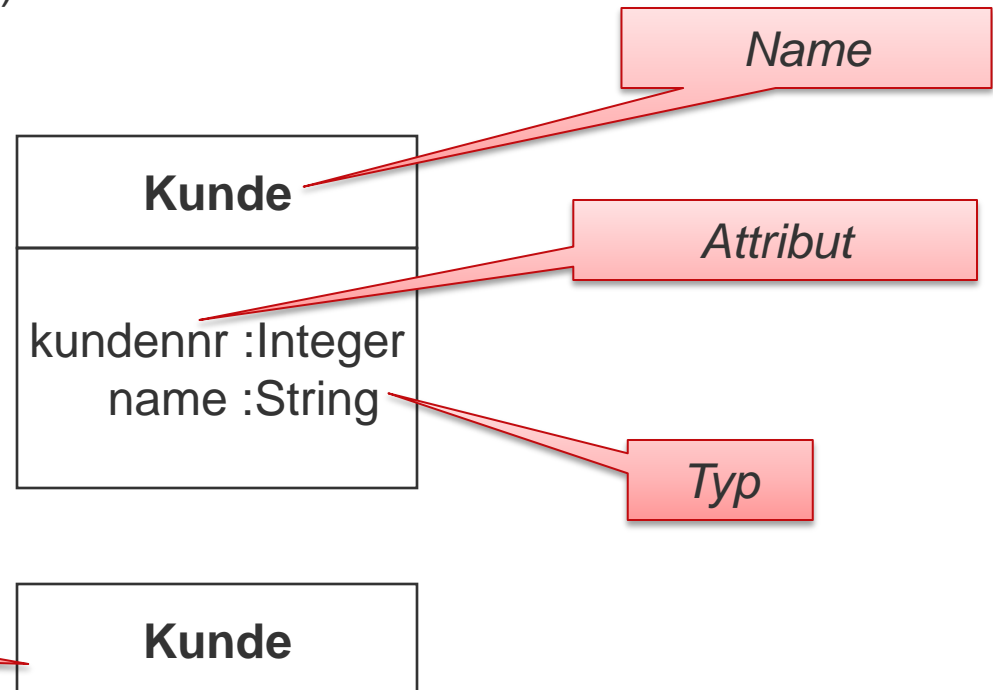 )
Name
Kunde
Attribut
kundennr :Integer
name :String
Typ
Kunde